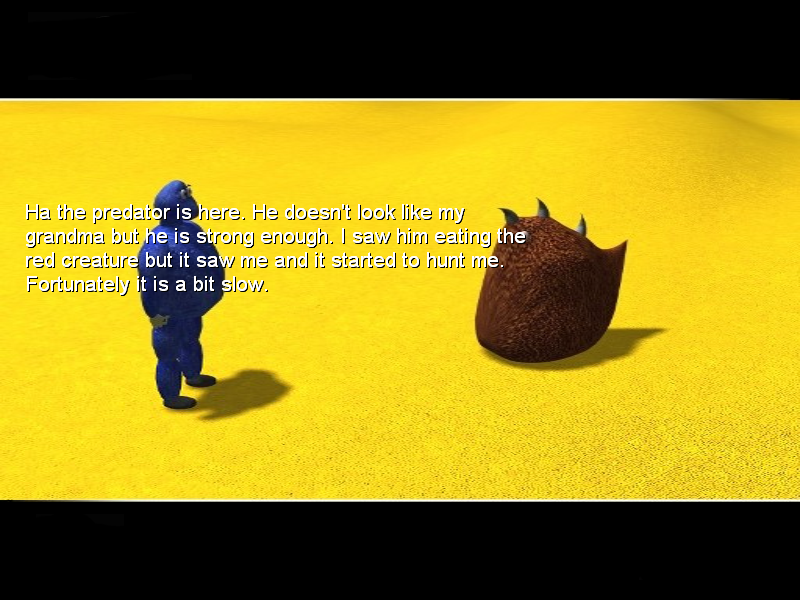 Ha the predator is here. He doesn't look like my
grandma but he is strong enough. I saw him eating the
red creature but it saw me and it started to hunt me.
Fortunately it is a bit slow.